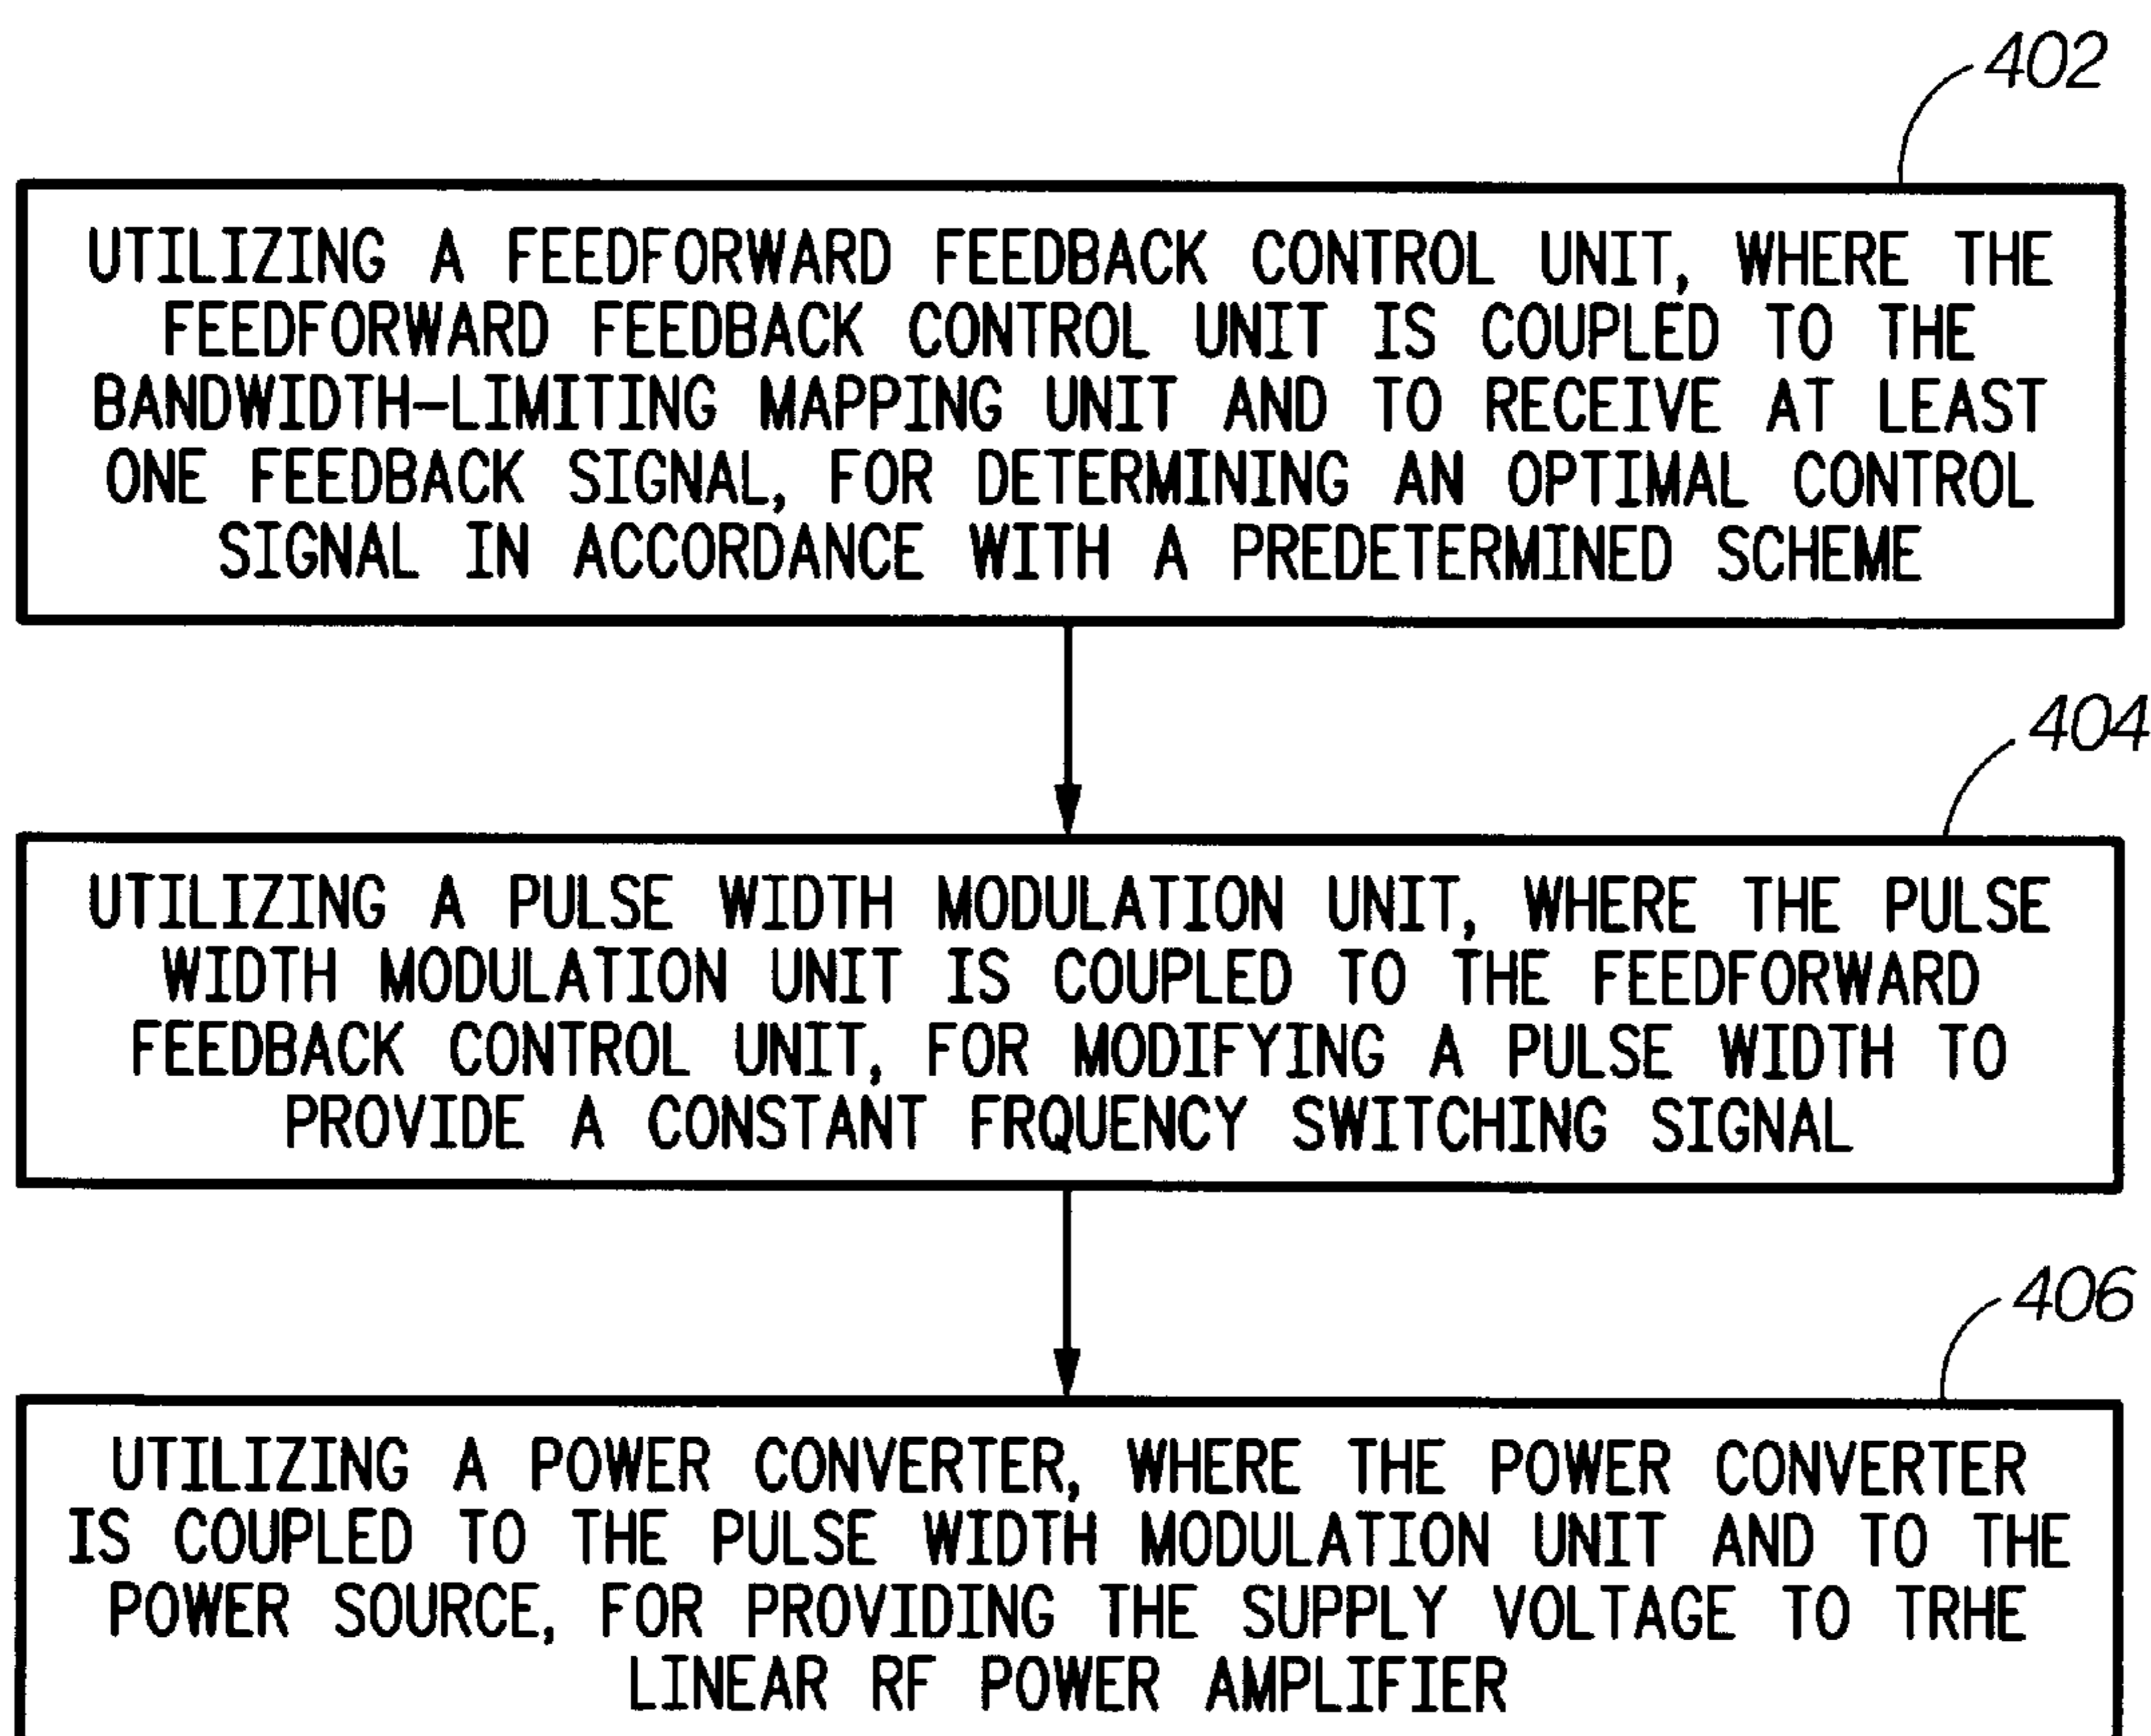 402
UTILIZING A FEEDFORWARD FEEDBACK CONTROL UNIT, WHERE THE
FEEDFORWARD FEEDBACK CONTROL UNIT IS COUPLED TO THE
BANDWIDTH-LIMITING MAPPING UNIT AND TO RECEIVE AT LEAST
ONE FEEDBACK SIGNAL, FOR DETERMINING AN OPTIMAL CONTROL
SIGNAL IN ACCORDANCE WITH A PREDETERMINED SCHEME
404
UTILIZING A PULSE WIDTH MODULATION UNIT, WHERE THE PULSE
WIDTH MODULATION UNIT IS COUPLED TO THE FEEDFORWARD
FEEDBACK CONTROL UNIT, FOR MODIFYING A PULSE WIDTH TO
PROVIDE A CONSTANT FRQUENCY SWITCHING SIGNAL
406
UTILIZING A POWER CONVERTER, WHERE THE POWER CONVERTER
IS COUPLED TO THE PULSE WIDTH MODULATION UNIT AND TO THE
POWER SOURCE, FOR PROVIDING THE SUPPLY VOLTAGE TO TRHE
LINEAR RF POWER AMPLIFIER